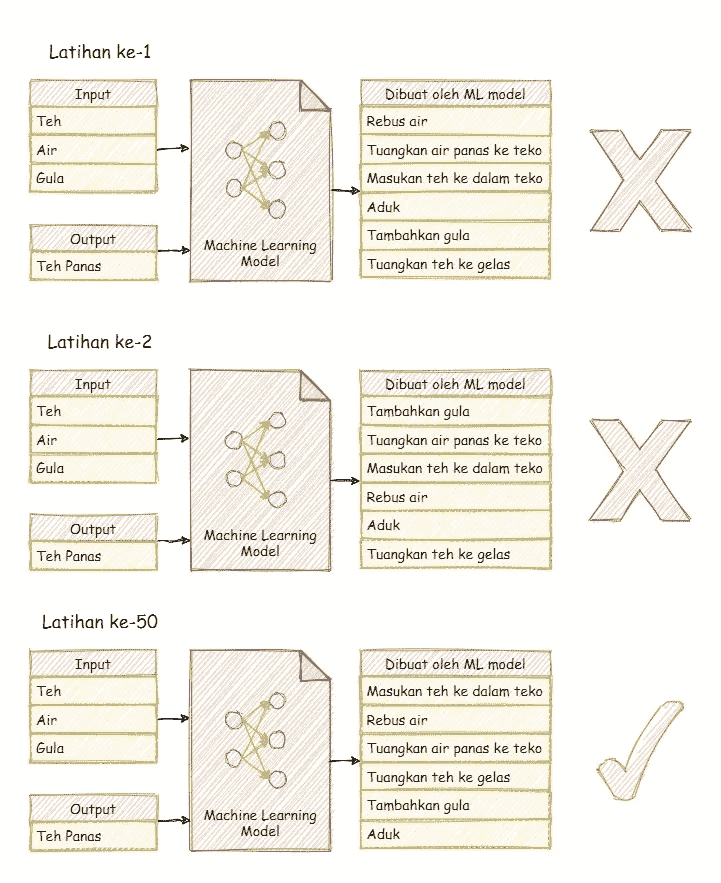 Latihan ke-1
Input
Teh
Air
Gula
Output
Teh Panas
Machine Learning
Model
Dibuat oleh ML model
Rebus air
Tuangkan air panas ke teko
Masukan teh ke dalam teko
Aduk
Tambahkan gula
Tuangkan teh ke gelas
Latihan ke-2
Input
Teh
Air
Gula
Output
Teh Panas
Machine Learning
Model
Dibuat oleh ML model
Tambahkan gula
Tuangkan air panas ke teko
Masukan teh ke dalam teko
Rebus air
Aduk
Tuangkan teh ke gelas
Latihan ke-50
Input
Teh
Air
Gula
Output
Teh Panas
Machine Learning
Model
Dibuat oleh ML model
Masukan teh ke dalam teko
Rebus air
Tuangkan air panas ke teko
Tuangkan teh ke gelas
Tambahkan gula
Aduk